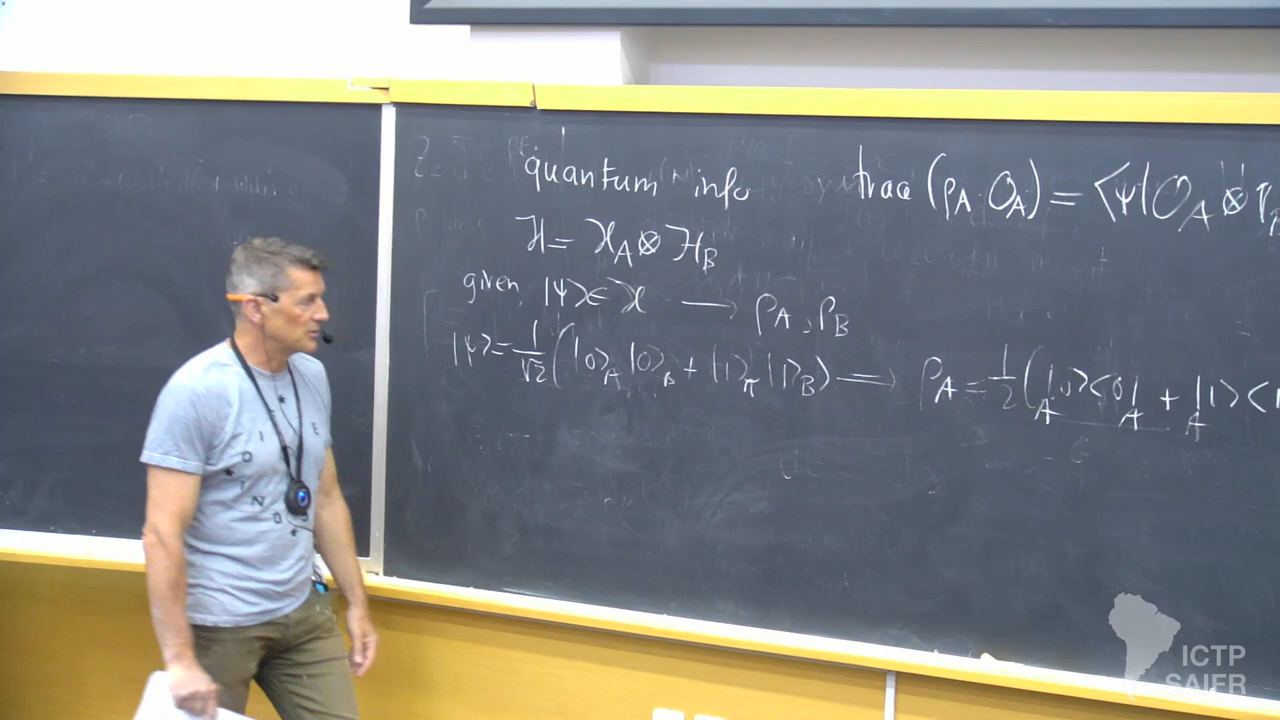 quantum info
trace (ρA OA) = ⟨Ψ| OA ⊗
H = HA ⊗ HB
given |Ψ⟩ ∈ H → ρA, ρB
|Ψ⟩ = 1/√2 (|0⟩A |0⟩B + |1⟩A |1⟩B) ⟹ ρA = 1/2 (A|0⟩⟨0|A + A|1⟩⟨1
ICTP
SAIFR